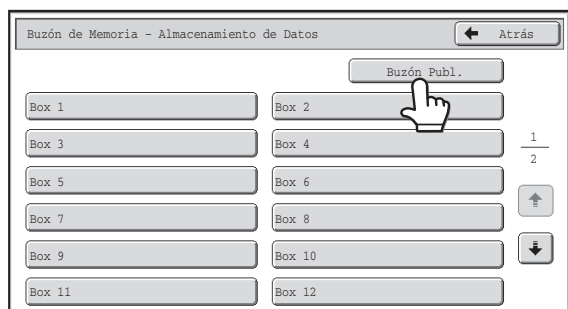 Buzón de Memoria - Almacenamiento de Datos
Atrás
Buzón Publ.
Box 1
Box 2
Box 3
Box 4
1
2
Box 5
Box 6
Box 7
Box 8
Box 9
Box 10
Box 11
Box 12